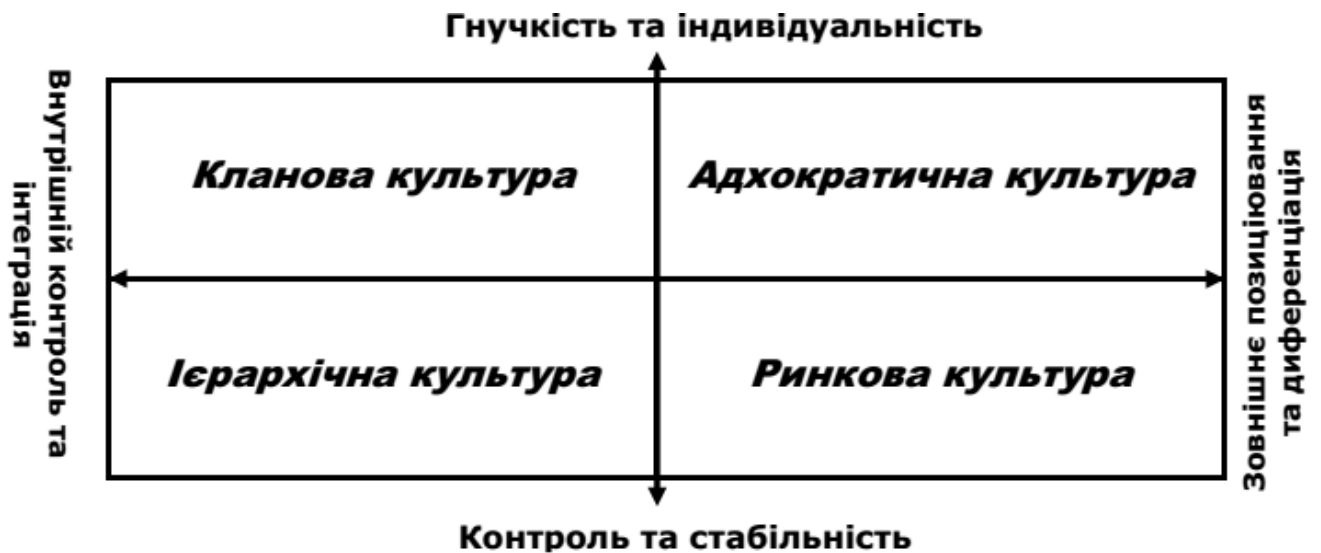 Гнучкість та індивідуальність
Внутрішній контроль та
інтеграція
Кланова культура
Адхократична культура
Ієрархічна культура
Ринкова культура
Зовнішнє позиціювання
та диференціація
Контроль та стабільність